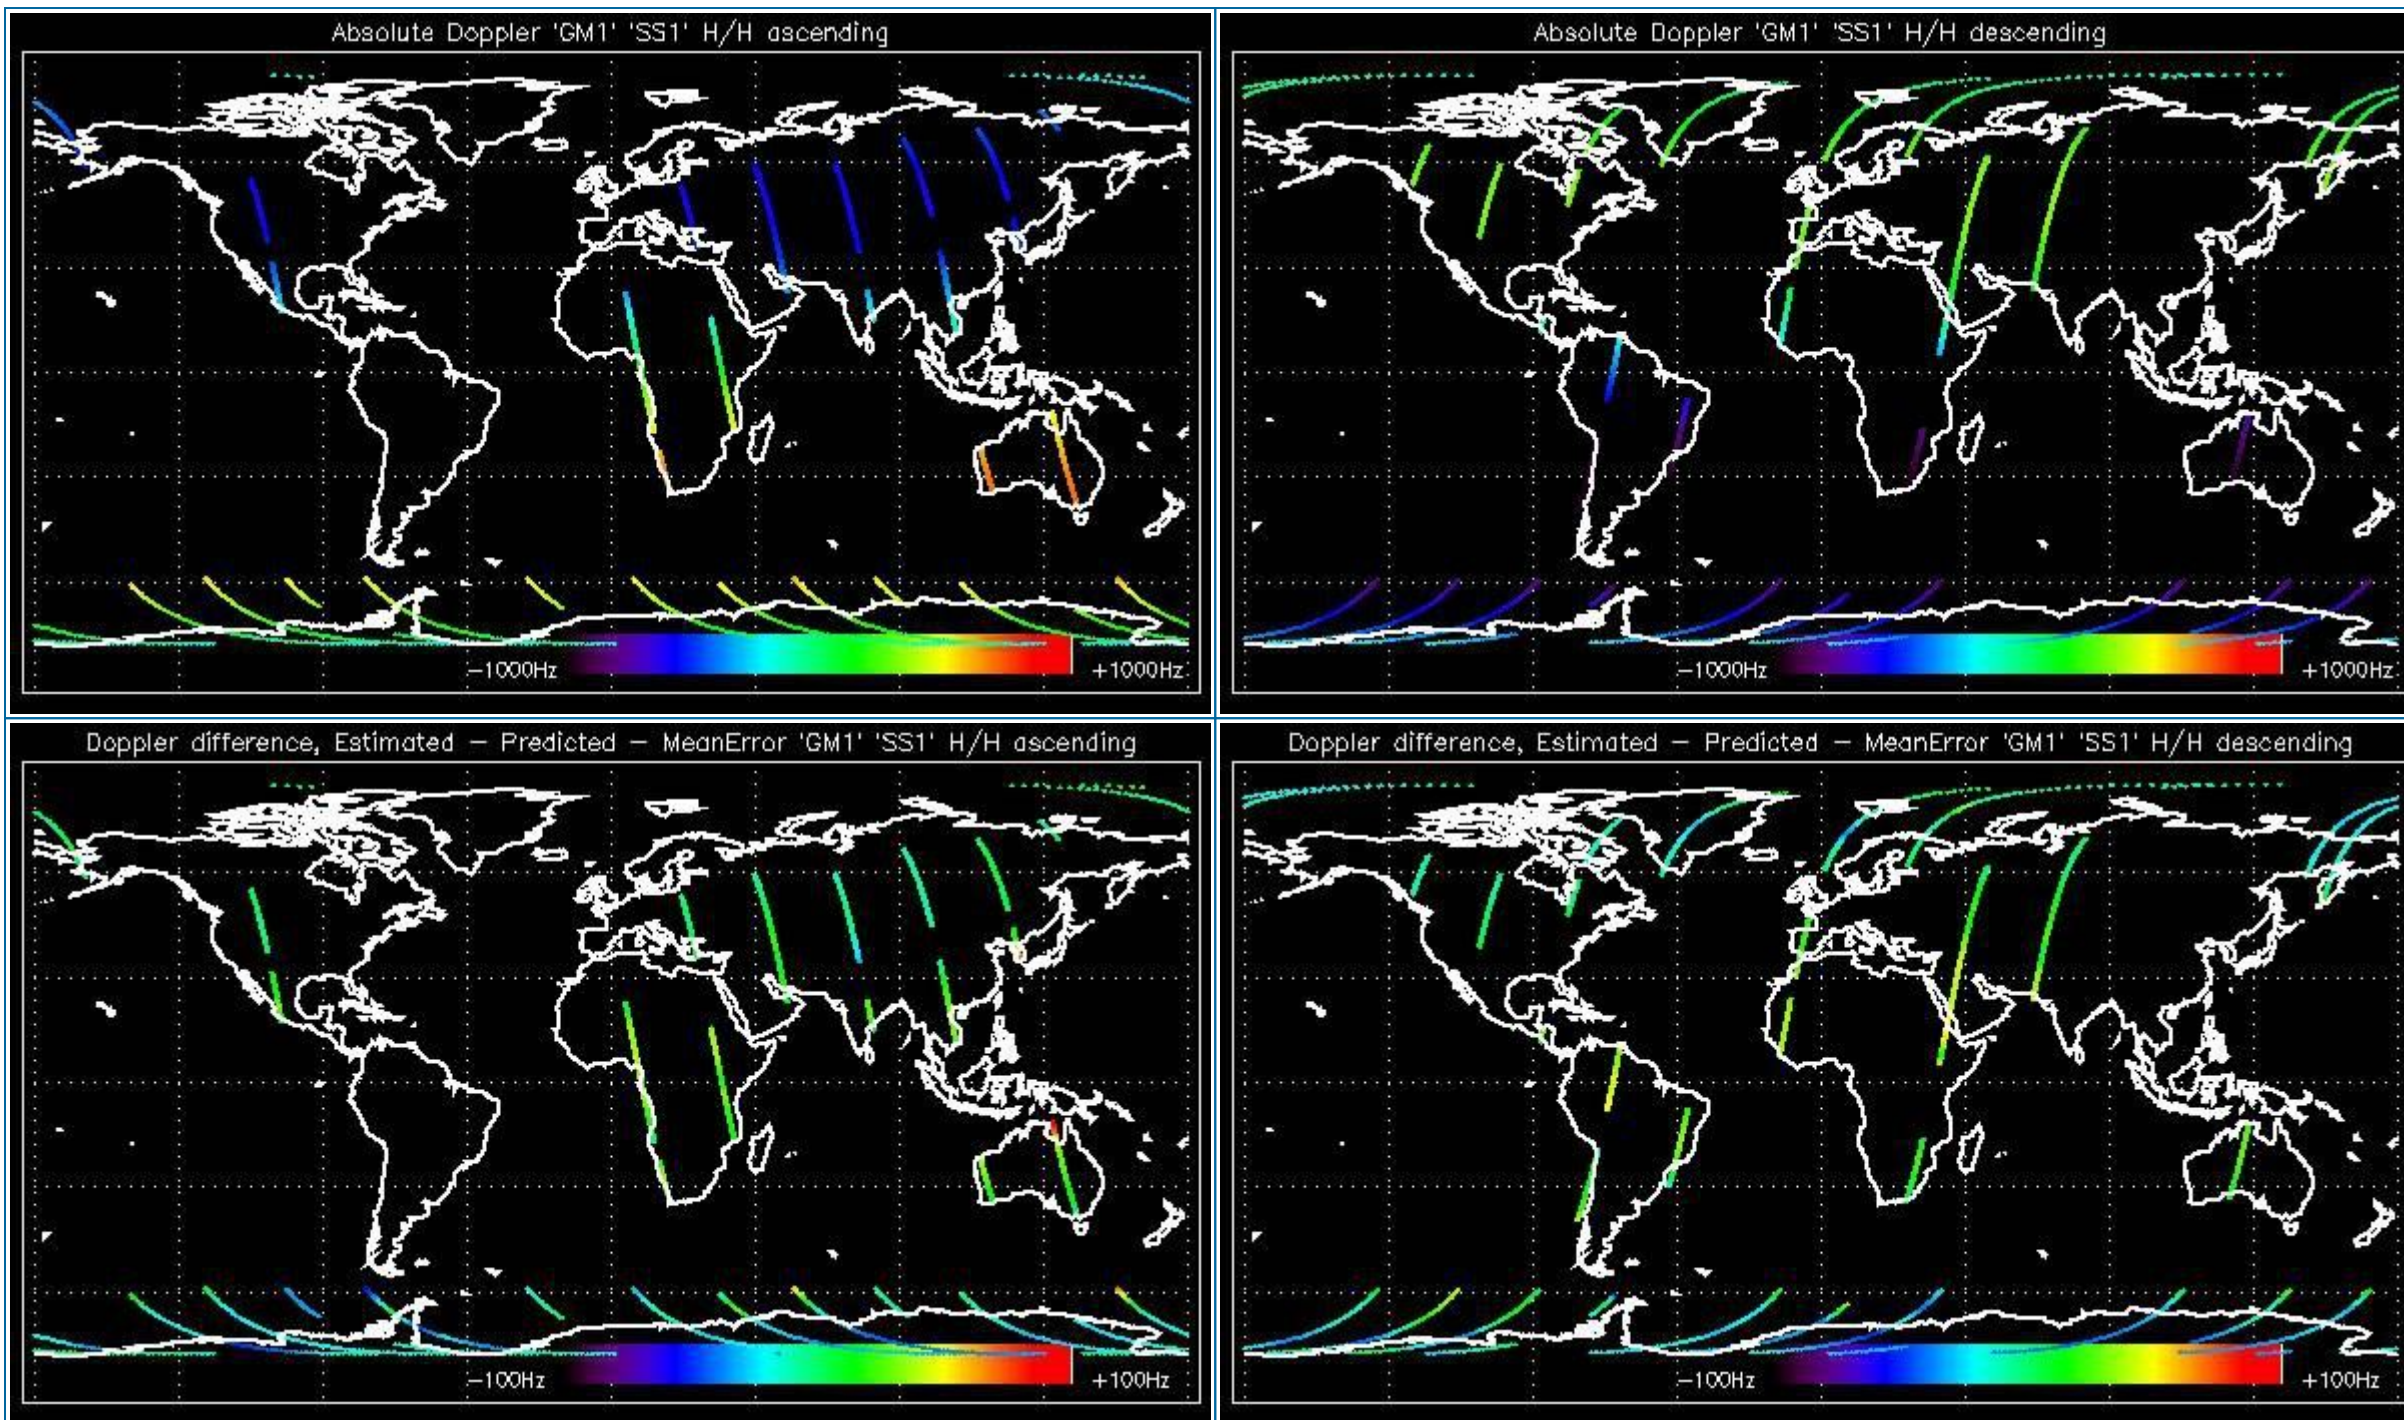 Absolute Doppler 'GM1' 'SS1' H/H ascending
−1000Hz
+1000Hz
Absolute Doppler 'GM1' 'SS1' H/H descending
−1000Hz
+1000Hz
Doppler difference, Estimated − Predicted − MeanError 'GM1' 'SS1' H/H ascending
−100Hz
+100Hz
Doppler difference, Estimated − Predicted − MeanError 'GM1' 'SS1' H/H descending
−100Hz
+100Hz